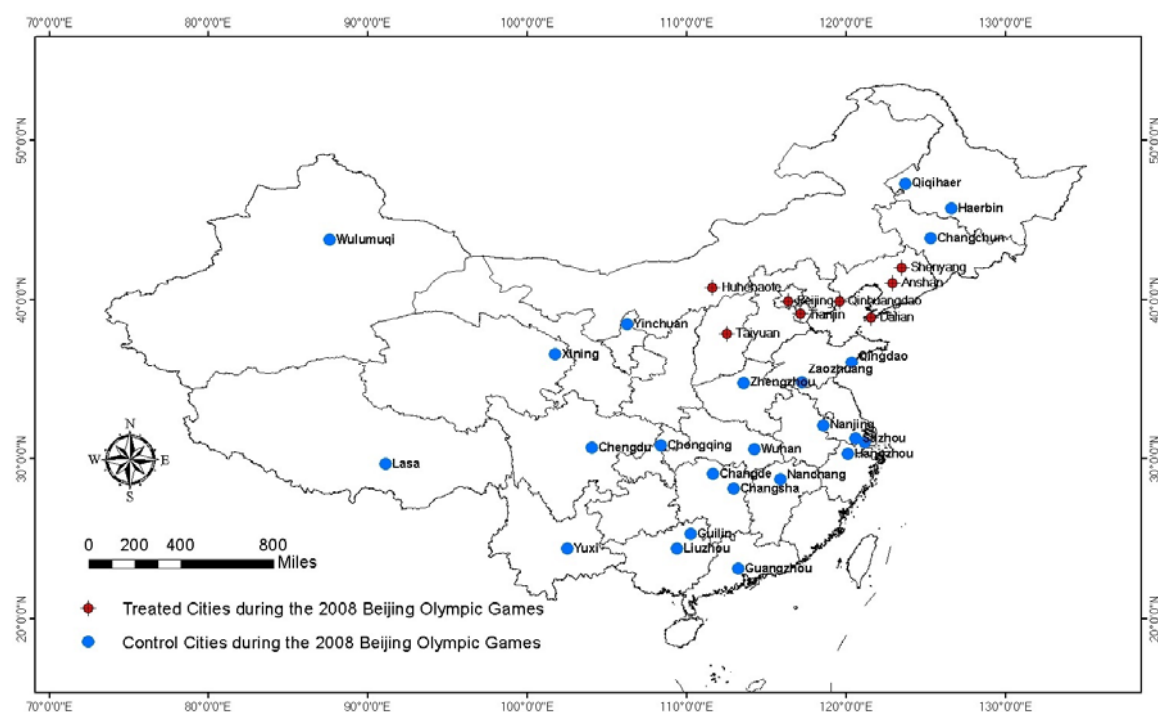 70°0'0"E 80°0'0"E 90°0'0"E 100°0'0"E 110°0'0"E 120°0'0"E 130°0'0"E
50°0'0"N 50°0'0"N
Qiqihaer
Haerbin
Wulumuqi
Changchun
Shenyang
Anshan
Huhehaote
40°0'0"N 40°0'0"N
Beijing
Qinhuangdao
Tianjin
Dalian
Yinchuan
Taiyuan
Xining
Qingdao
Zaozhuang
Zhengzhou
N
W E
S
Nanjing
Suzhou
Chengdu
Chongqing
Wuhan
Hangzhou
30°0'0"N 30°0'0"N
Lasa
Changde
Nanchang
Changsha
Guilin
Yuxi
Liuzhou
Guangzhou
0 200 400 800
Miles
Treated Cities during the 2008 Beijing Olympic Games
20°0'0"N 20°0'0"N
Control Cities during the 2008 Beijing Olympic Games
70°0'0"E 80°0'0"E 90°0'0"E 100°0'0"E 110°0'0"E 120°0'0"E 130°0'0"E